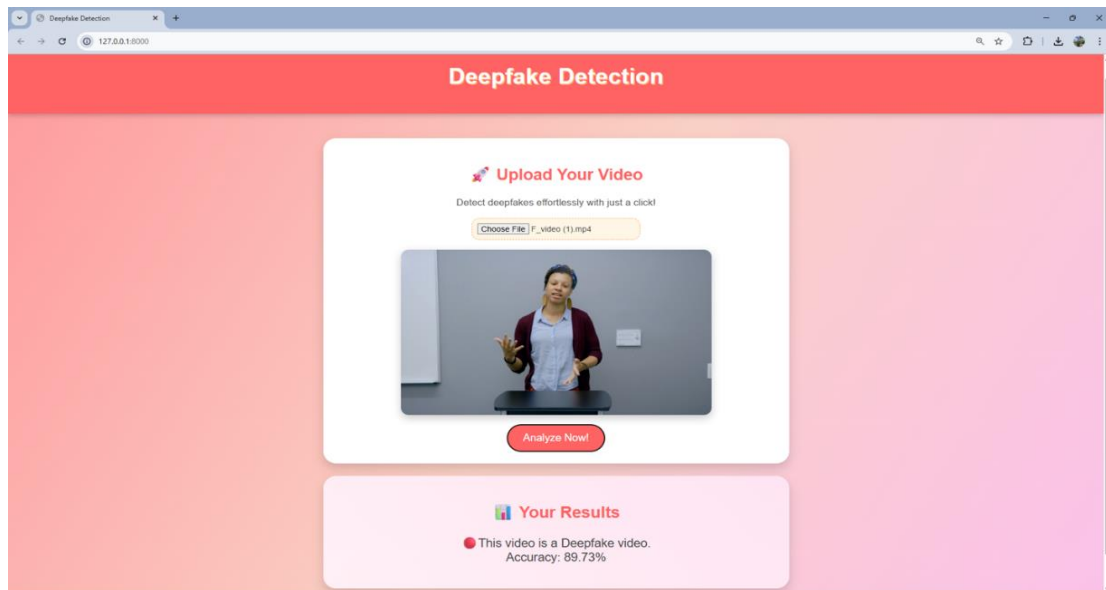 Deepfake Detection
127.0.0.1:8000
Deepfake Detection
🚀 Upload Your Video
Detect deepfakes effortlessly with just a click!
Choose File F_video (1).mp4
Analyze Now!
📊 Your Results
🔴 This video is a Deepfake video.
Accuracy: 89.73%